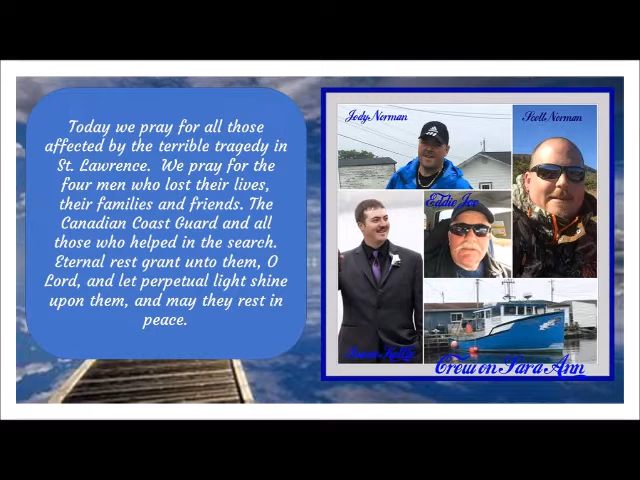 Today we pray for all those
affected by the terrible tragedy in
St. Lawrence. We pray for the
four men who lost their lives,
their families and friends. The
Canadian Coast Guard and all
those who helped in the search.
Eternal rest grant unto them, O
Lord, and let perpetual light shine
upon them, and may they rest in
peace.
Jody Norman
Scott Norman
Eddie Joe
Kelly
Crew on Sara Ann